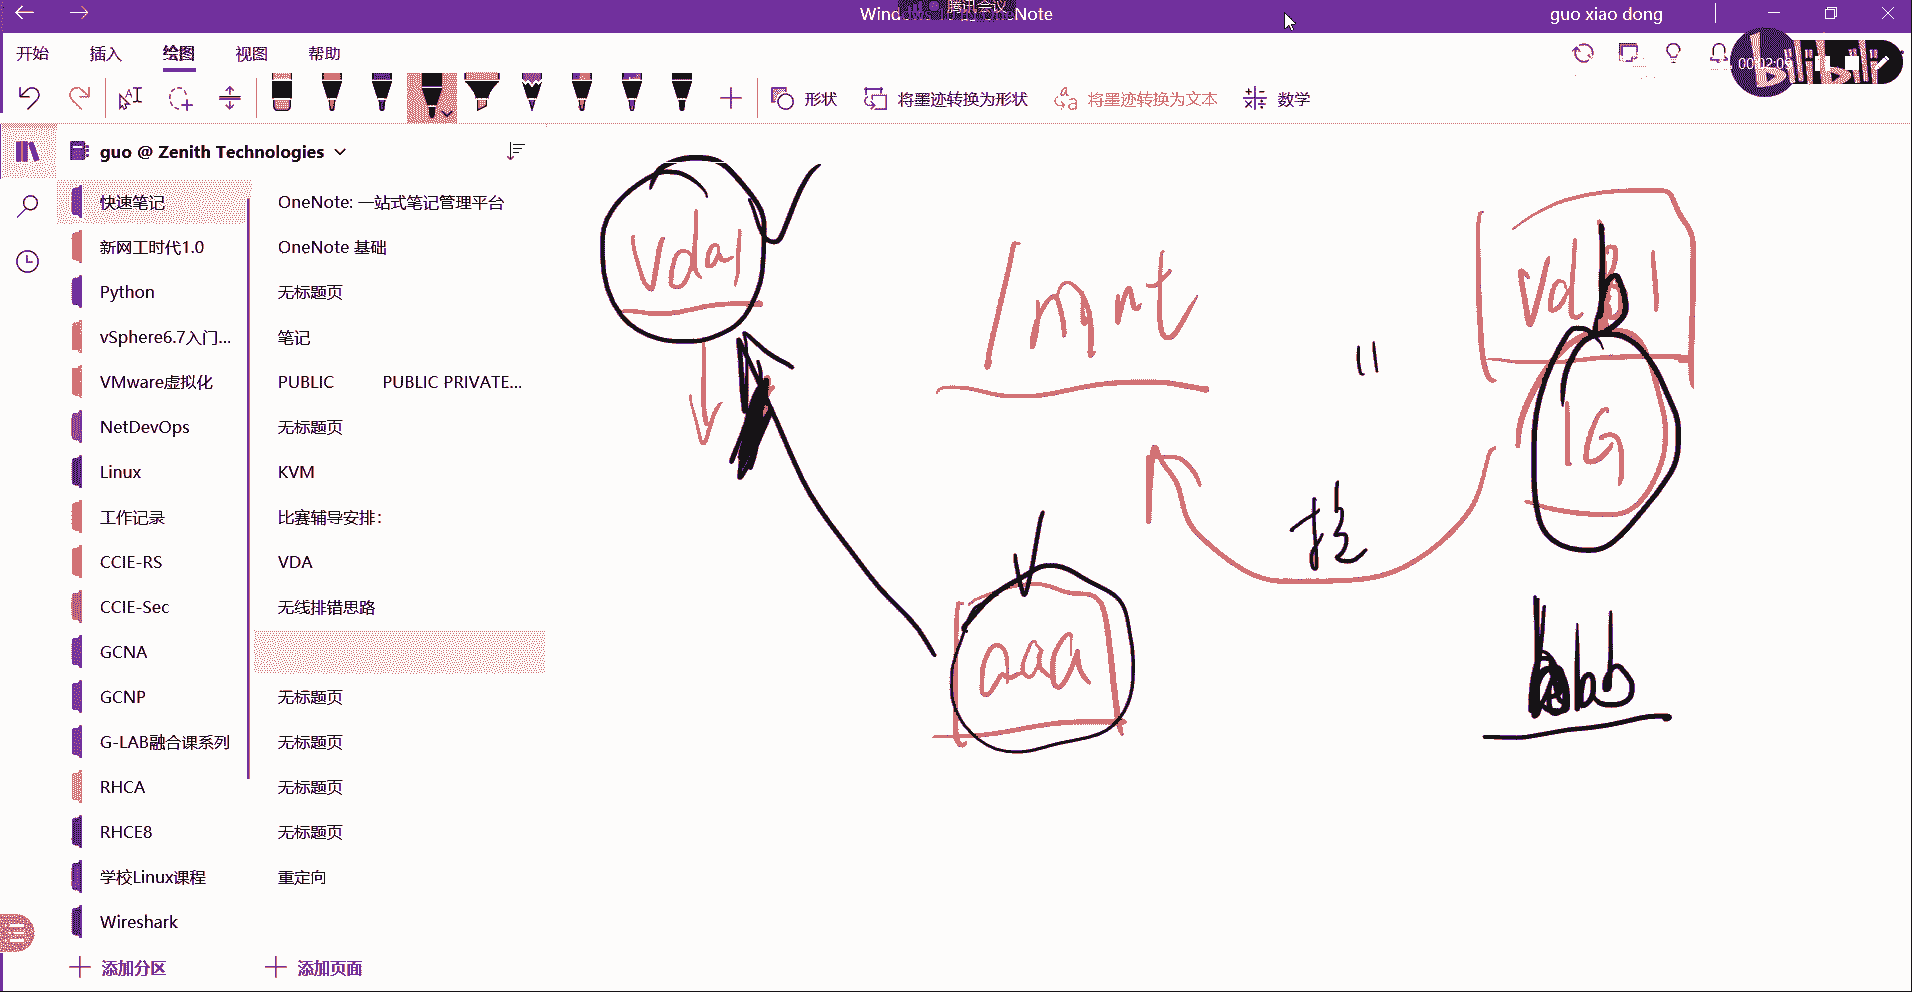 腾讯会议
guo xiao dong
开始 插入 绘图 视图 帮助
bilibili
形状 将墨迹转换为形状 将墨迹转换为文本 数学
guo @ Zenith Technologies
快速笔记
新网工时代1.0
Python
vSphere6.7入门...
VMware虚拟化
NetDevOps
Linux
工作记录
CCIE-RS
CCIE-Sec
GCNA
GCNP
G-LAB融合课系列
RHCA
RHCE8
学校Linux课程
Wireshark
添加分区
OneNote: 一站式笔记管理平台
OneNote 基础
无标题页
笔记
PUBLIC PUBLIC PRIVATE...
无标题页
KVM
比赛辅导安排：
VDA
无线排错思路
无标题页
无标题页
无标题页
无标题页
重定向
添加页面
vda1
/mnt
vdb1
1G
aaa